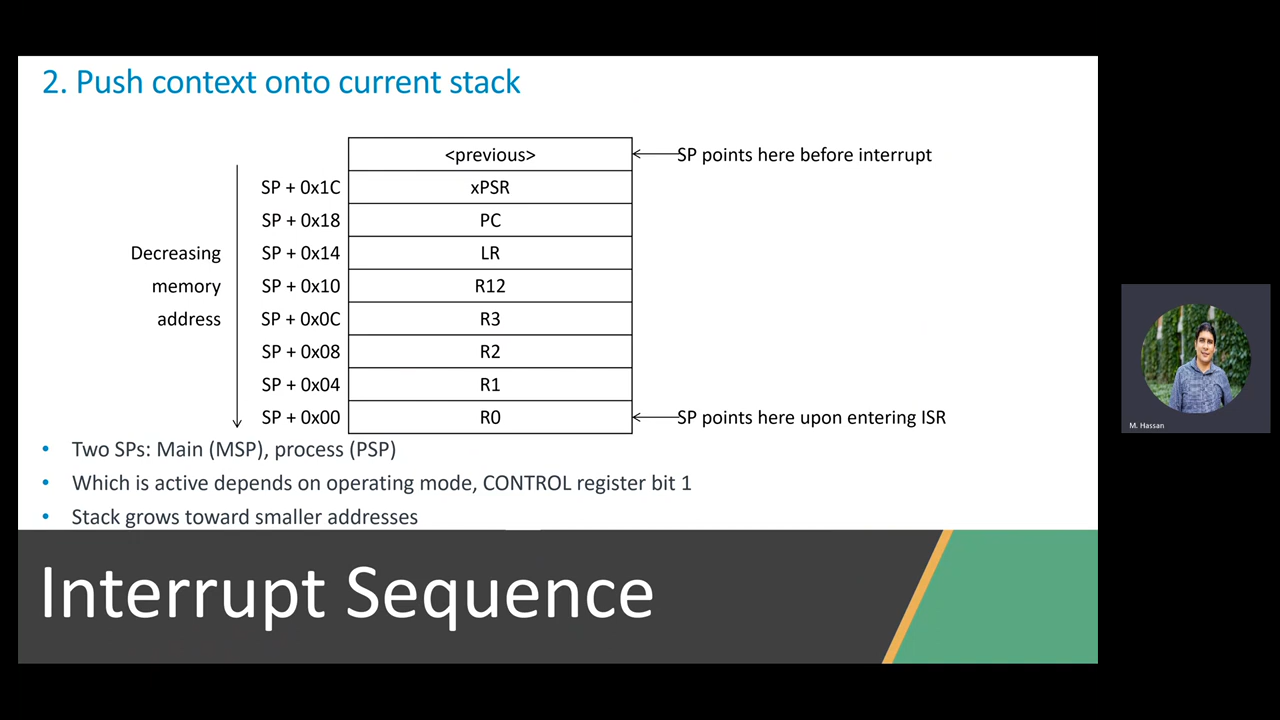 2. Push context onto current stack
<previous>
SP points here before interrupt
SP + 0x1C
xPSR
SP + 0x18
PC
SP + 0x14
LR
SP + 0x10
R12
SP + 0x0C
R3
SP + 0x08
R2
SP + 0x04
R1
SP + 0x00
R0
SP points here upon entering ISR
Decreasing
memory
address
• Two SPs: Main (MSP), process (PSP)
• Which is active depends on operating mode, CONTROL register bit 1
• Stack grows toward smaller addresses
Interrupt Sequence
M. Hassan